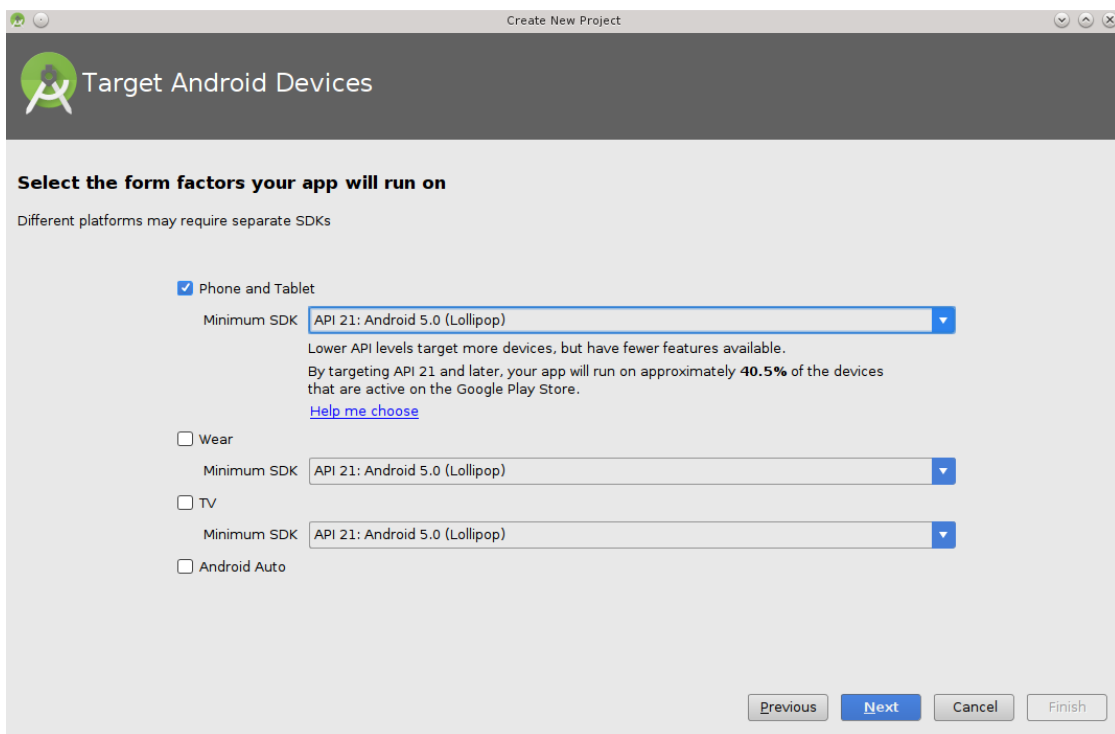 Create New Project
Target Android Devices
Select the form factors your app will run on
Different platforms may require separate SDKs
Phone and Tablet
Minimum SDK API 21: Android 5.0 (Lollipop)
Lower API levels target more devices, but have fewer features available.
By targeting API 21 and later, your app will run on approximately 40.5% of the devices
that are active on the Google Play Store.
Help me choose
Wear
Minimum SDK API 21: Android 5.0 (Lollipop)
TV
Minimum SDK API 21: Android 5.0 (Lollipop)
Android Auto
Previous Next Cancel Finish